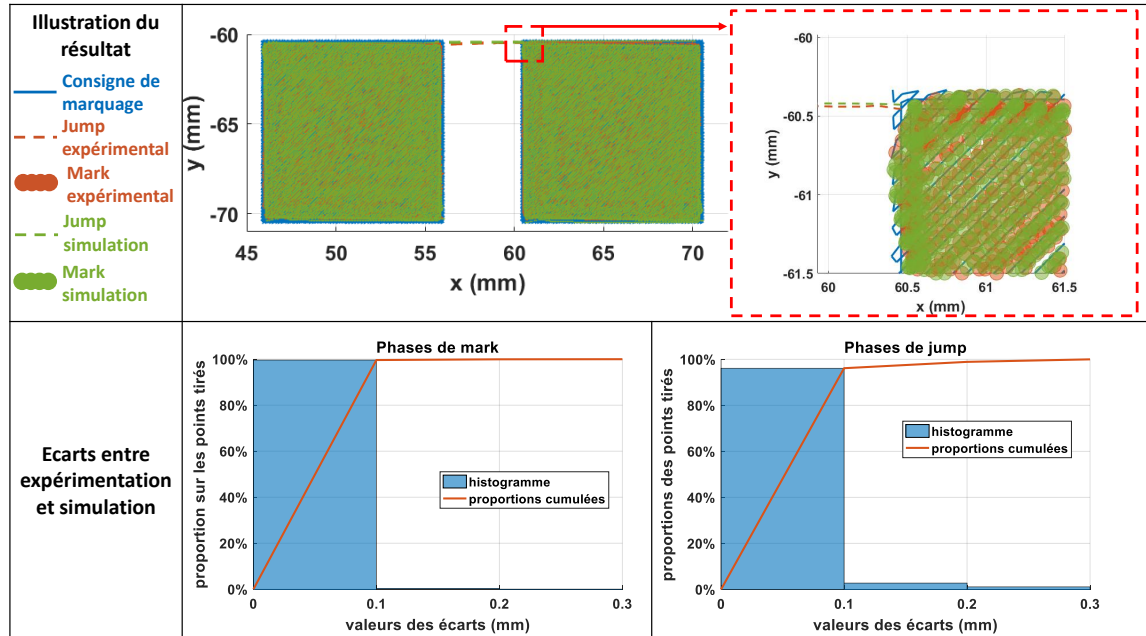 Illustration du
résultat
Consigne de
marquage
Jump
expérimental
Mark
expérimental
Jump
simulation
Mark
simulation
-60
-65
-70
y (mm)
45
50
55
60
65
70
x (mm)
-60
-60.5
-61
-61.5
y (mm)
60
60.5
61
61.5
x (mm)
Ecarts entre
expérimentation
et simulation
Phases de mark
100%
80%
60%
40%
20%
0%
proportion sur les points tirés
histogramme
proportions cumulées
0
0.1
0.2
0.3
valeurs des écarts (mm)
Phases de jump
100%
80%
60%
40%
20%
0%
proportions des points tirés
histogramme
proportions cumulées
0
0.1
0.2
0.3
valeurs des écarts (mm)